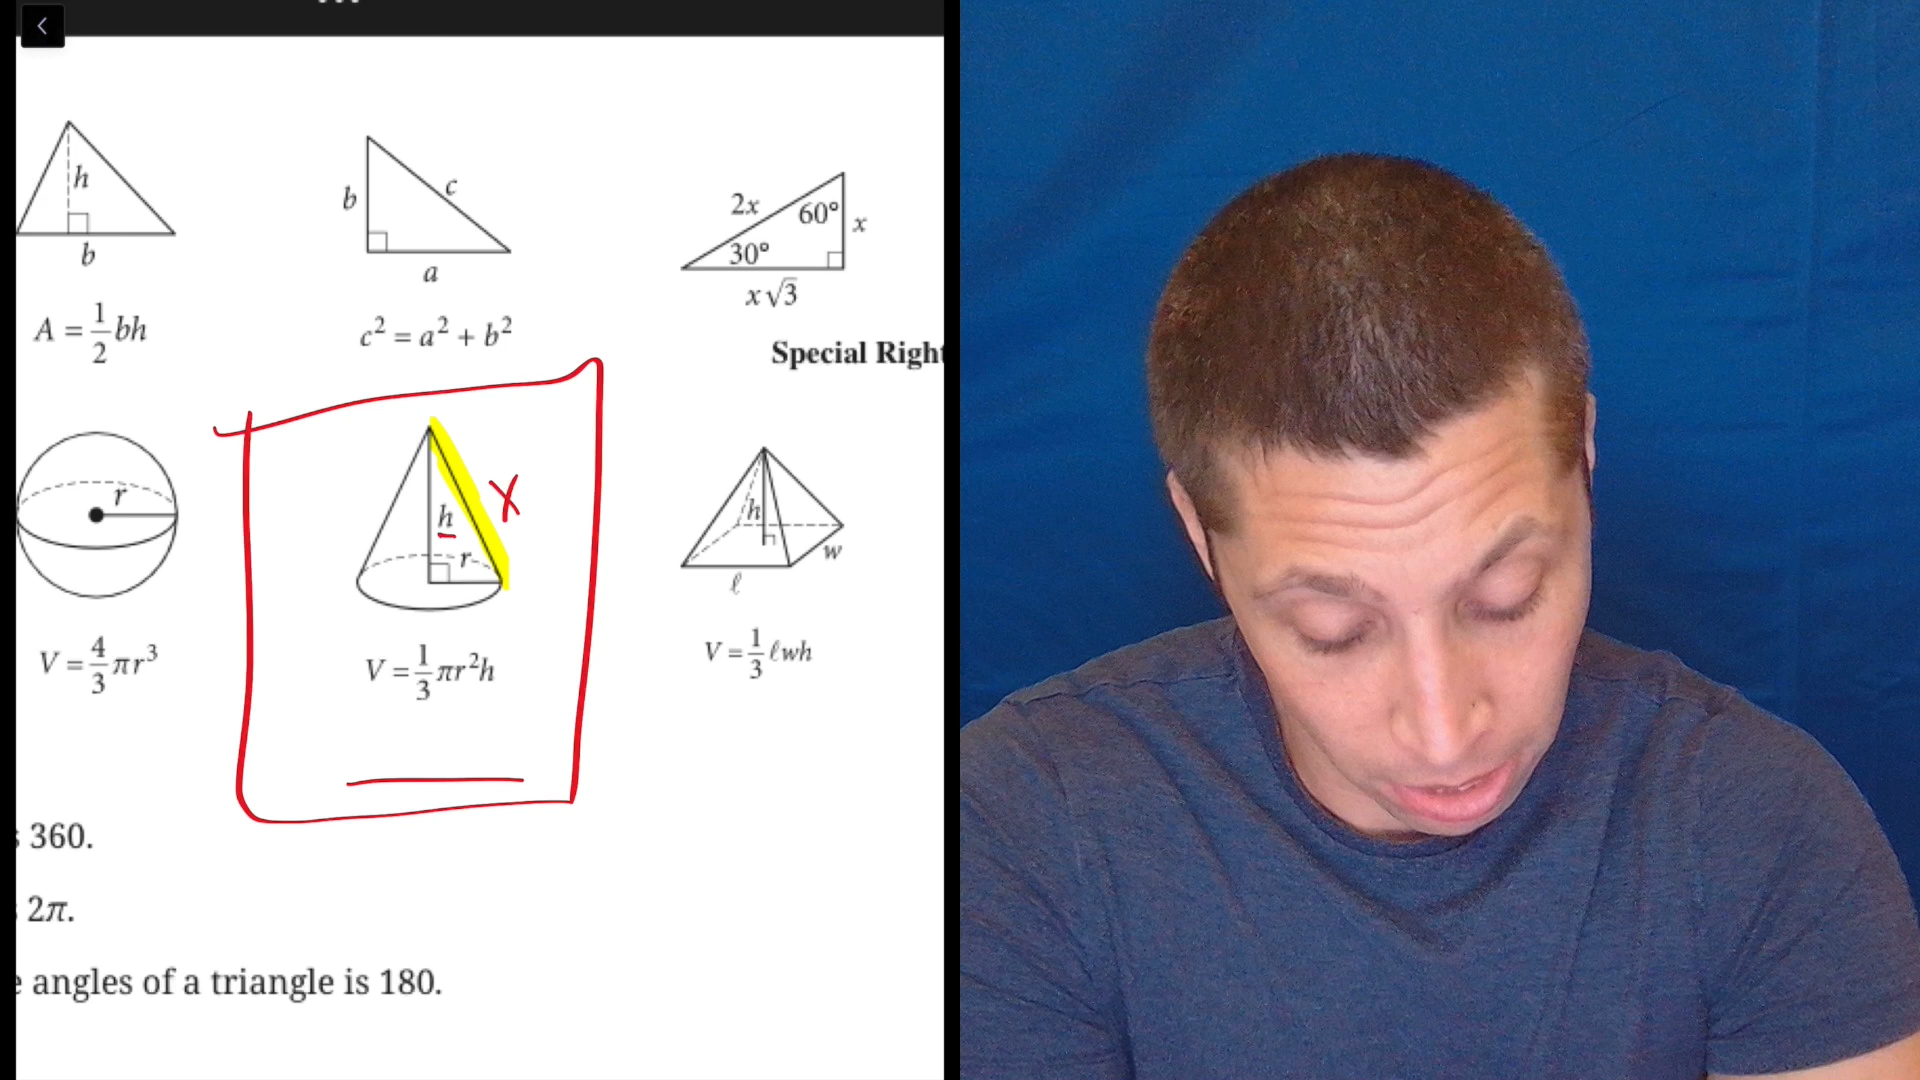 h
b
A = 1/2 bh
b
c
a
c² = a² + b²
2x
60°
x
30°
x√3
Special Right
r
V = 4/3 πr³
h
r
X
V = 1/3 πr²h
h
w
ℓ
V = 1/3 ℓwh
360.
2π.
angles of a triangle is 180.